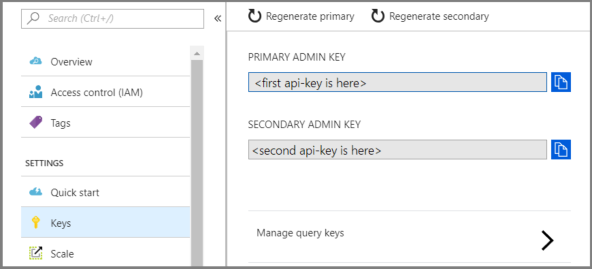 Search (Ctrl+/)
«
Overview
Access control (IAM)
Tags
SETTINGS
Quick start
Keys
Scale
Regenerate primary
Regenerate secondary
PRIMARY ADMIN KEY
<first api-key is here>
SECONDARY ADMIN KEY
<second api-key is here>
Manage query keys